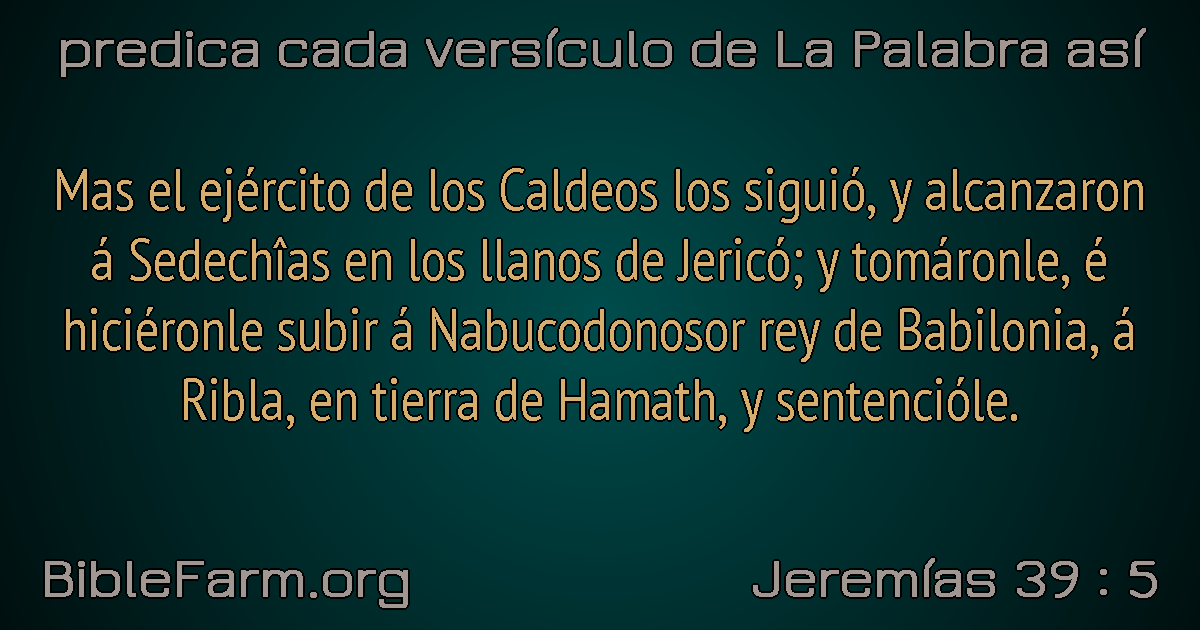 predica cada versículo de La Palabra así
Mas el ejército de los Caldeos los siguió, y alcanzaron
á Sedechîas en los llanos de Jericó; y tomáronle, é
hiciéronle subir á Nabucodonosor rey de Babilonia, á
Ribla, en tierra de Hamath, y sentencióle.
BibleFarm.org
Jeremías 39 : 5